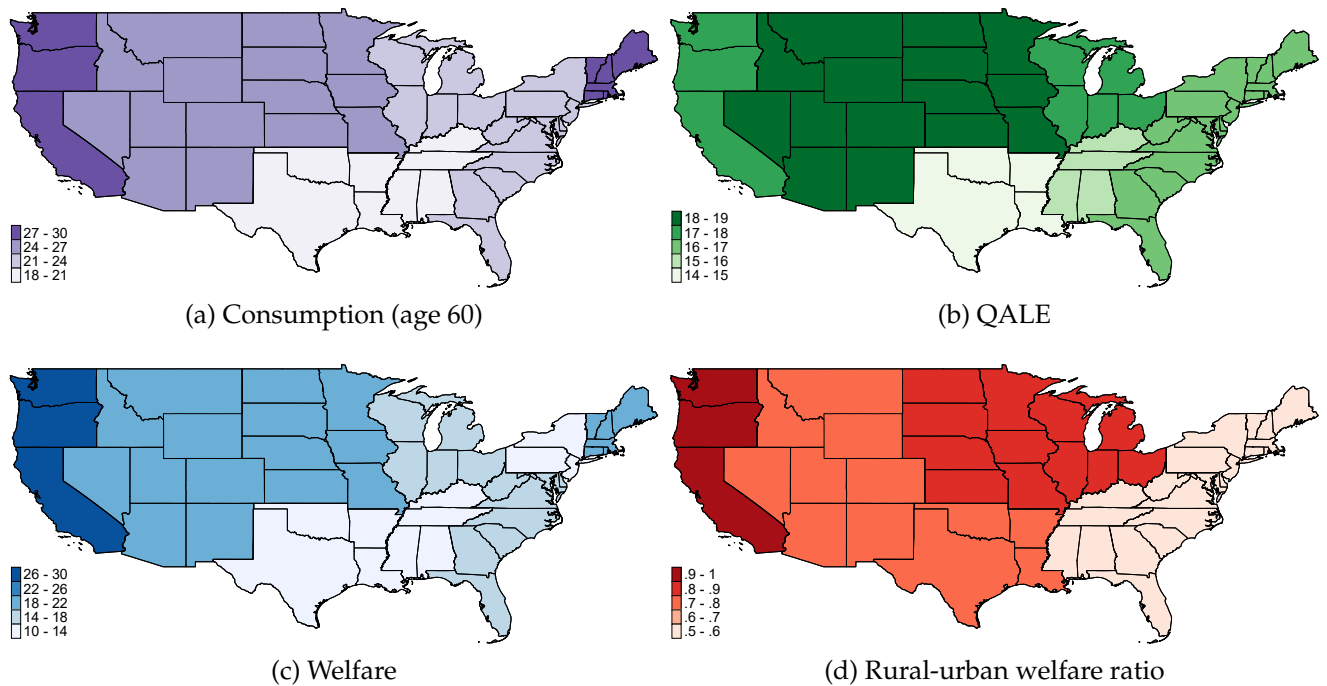 27 - 30
24 - 27
21 - 24
18 - 21
(a) Consumption (age 60)
18 - 19
17 - 18
16 - 17
15 - 16
14 - 15
(b) QALE
26 - 30
22 - 26
18 - 22
14 - 18
10 - 14
(c) Welfare
.9 - 1
.8 - .9
.7 - .8
.6 - .7
.5 - .6
(d) Rural-urban welfare ratio